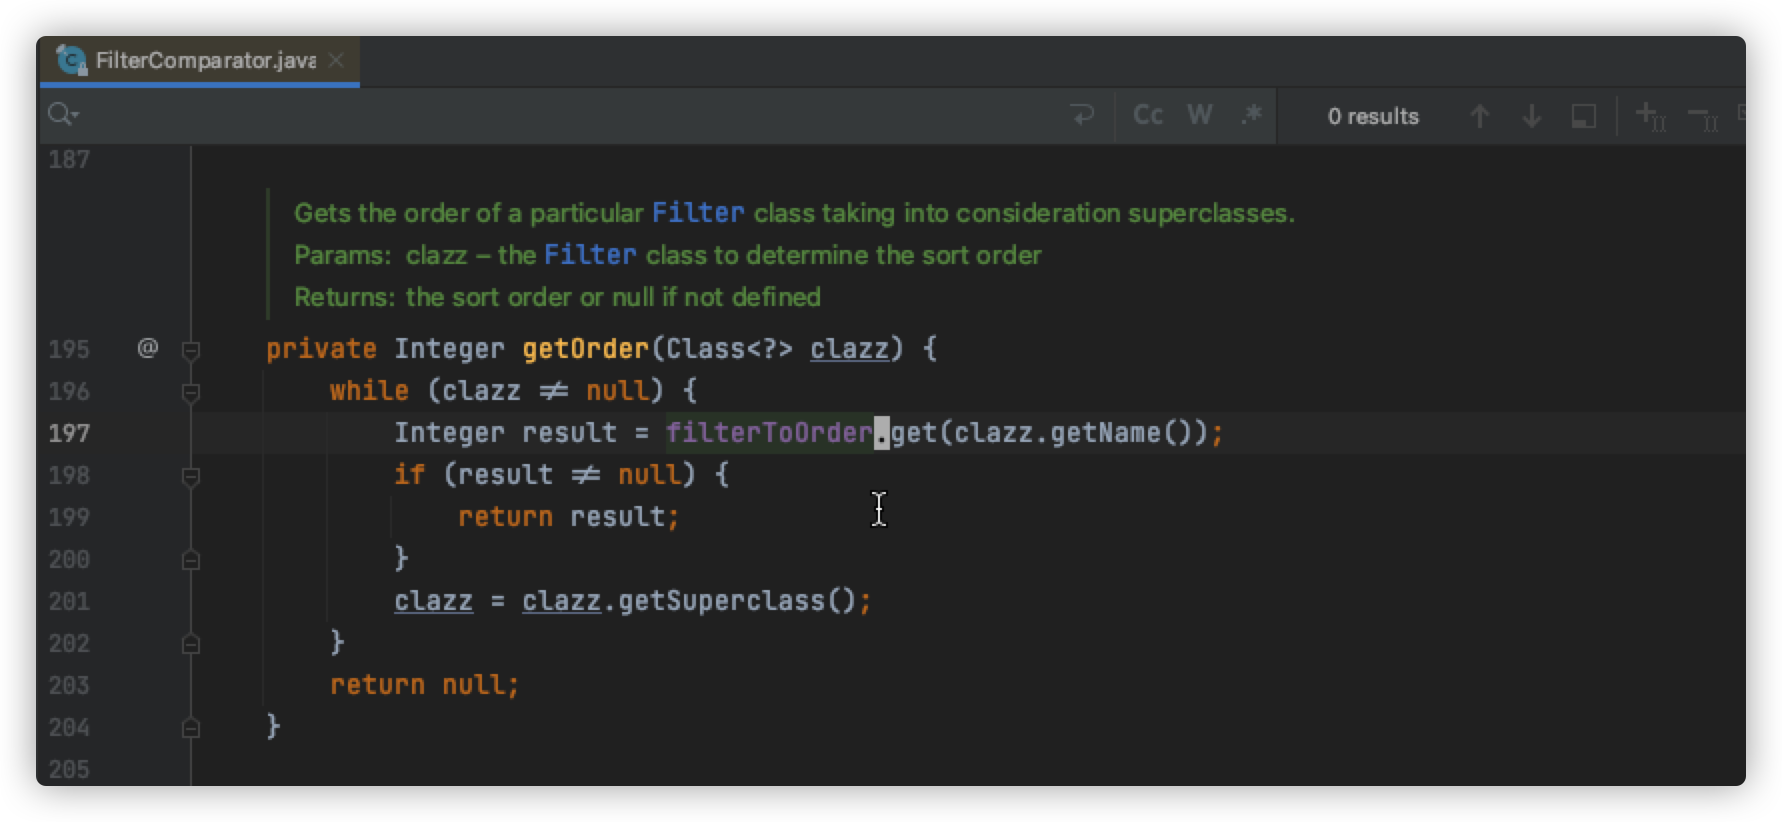 FilterComparator.java
Cc W .* 0 results
187
Gets the order of a particular Filter class taking into consideration superclasses.
Params: clazz – the Filter class to determine the sort order
Returns: the sort order or null if not defined
195 @ private Integer getOrder(Class<?> clazz) {
196 while (clazz ≠ null) {
197 Integer result = filterToOrder.get(clazz.getName());
198 if (result ≠ null) {
199 return result;
200 }
201 clazz = clazz.getSuperclass();
202 }
203 return null;
204 }
205